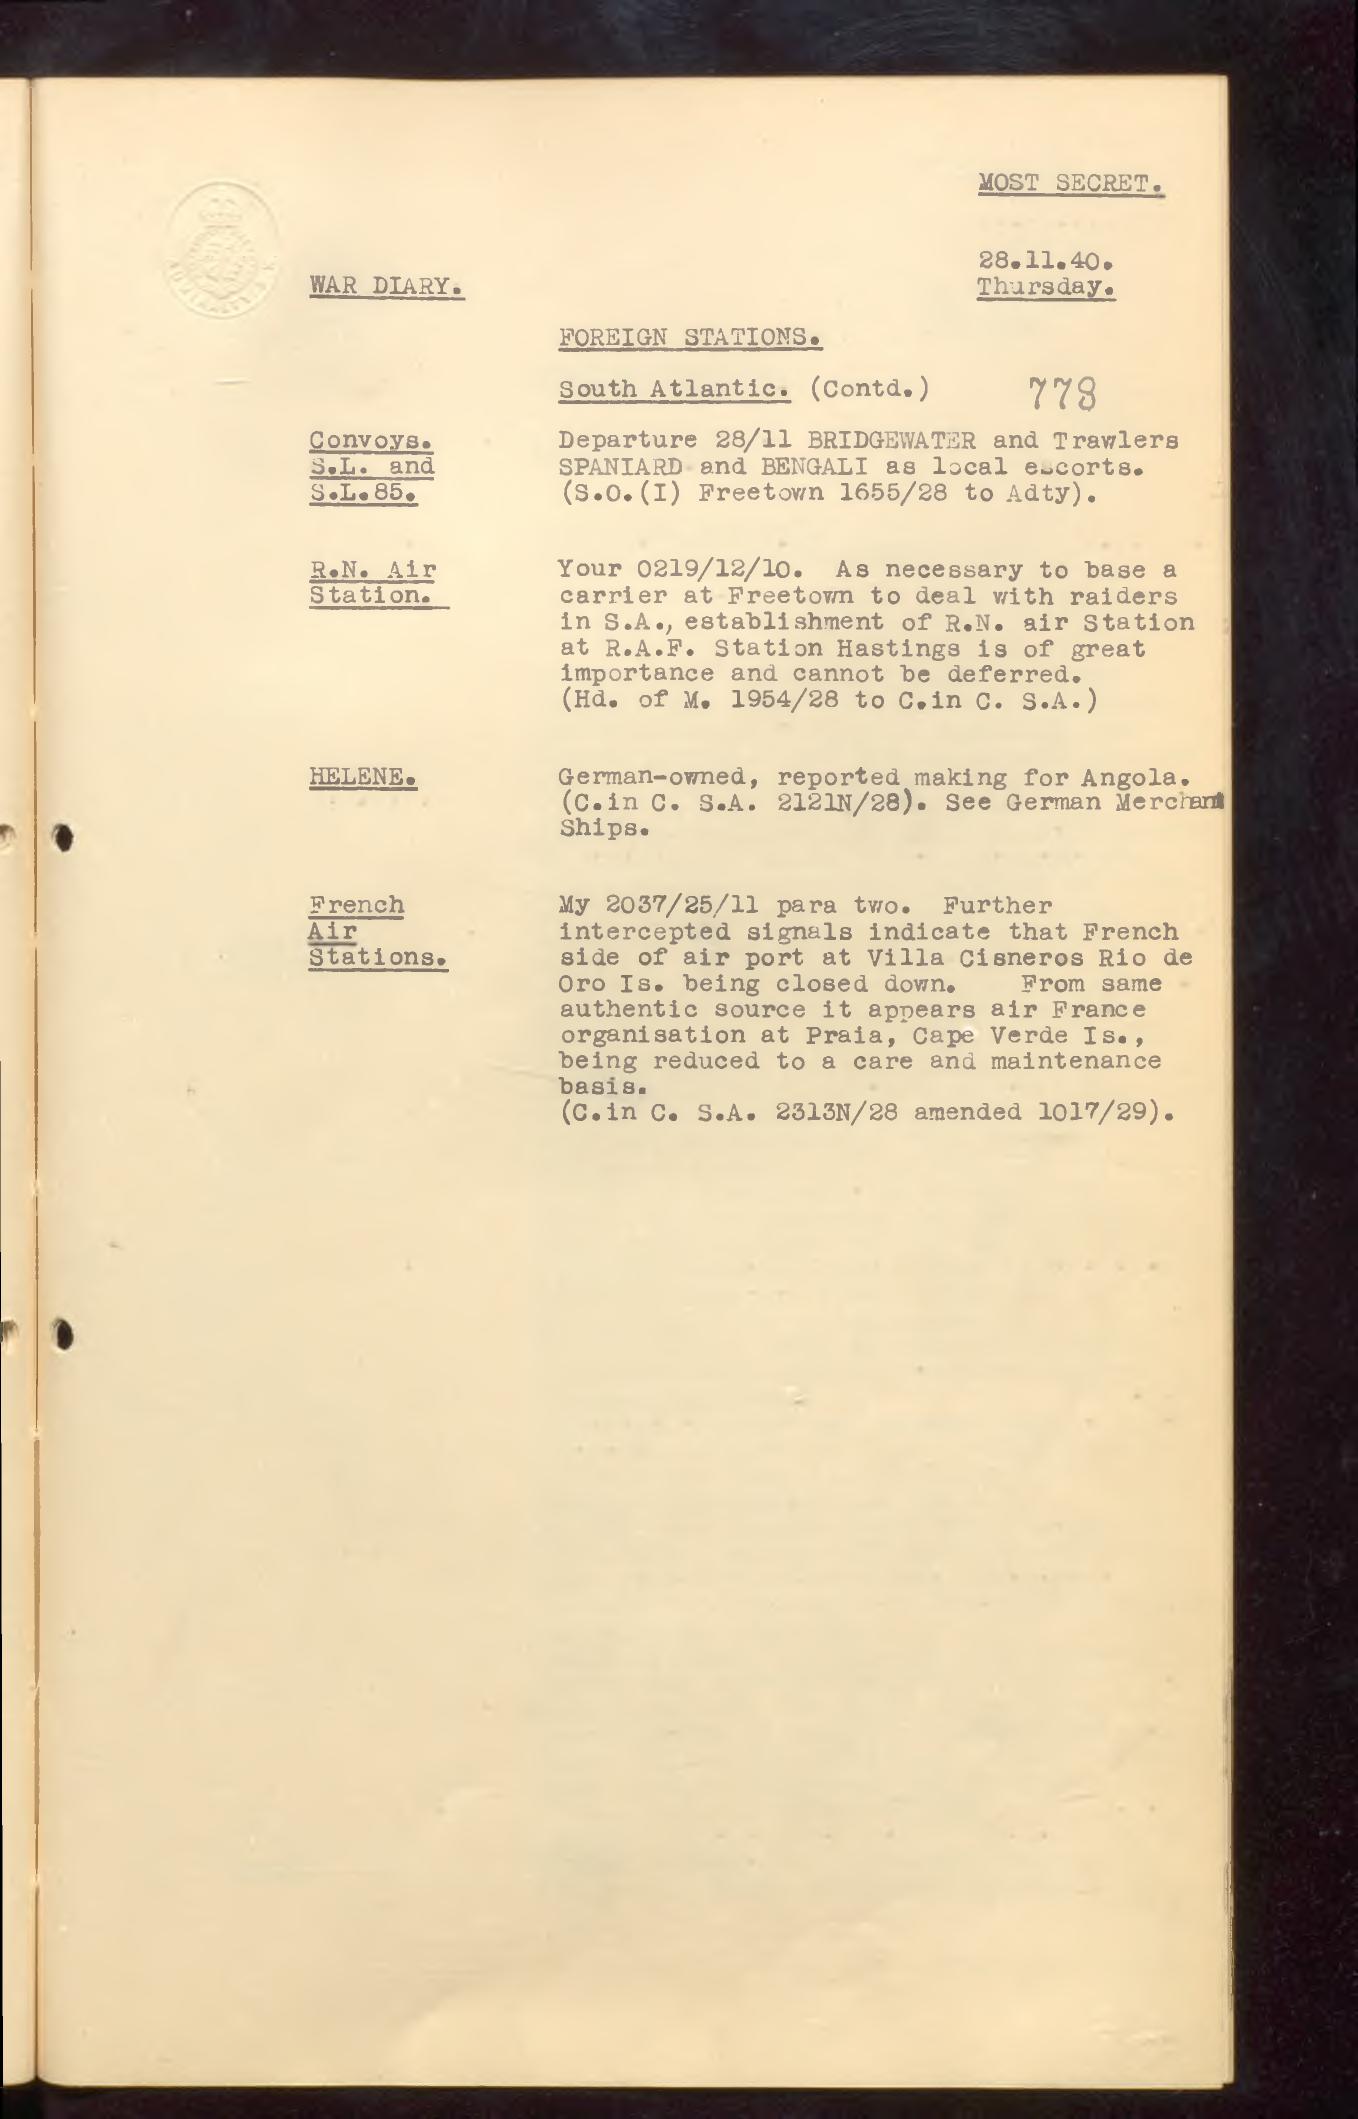 MOST SECRET.
28.11.40.
WAR DIARY.
Thursday.
FOREIGN STATIONS.
South Atlantic. (Contd.)
778
Convoys.
S.L. and
S.L.85.
Departure 28/11 BRIDGEWATER and Trawlers
SPANIARD and BENGALI as local escorts.
(S.O.(I) Freetown 1655/28 to Adty).
R.N. Air
Station.
Your 0219/12/10. As necessary to base a
carrier at Freetown to deal with raiders
in S.A., establishment of R.N. air Station
at R.A.F. Station Hastings is of great
importance and cannot be deferred.
(Hd. of M. 1954/28 to C.in C. S.A.)
HELENE.
German-owned, reported making for Angola.
(C.in C. S.A. 2121N/28). See German Merchant
Ships.
French
Air
Stations.
My 2037/25/11 para two. Further
intercepted signals indicate that French
side of air port at Villa Cisneros Rio de
Oro Is. being closed down. From same
authentic source it appears air France
organisation at Praia, Cape Verde Is.,
being reduced to a care and maintenance
basis.
(C.in C. S.A. 2313N/28 amended 1017/29).